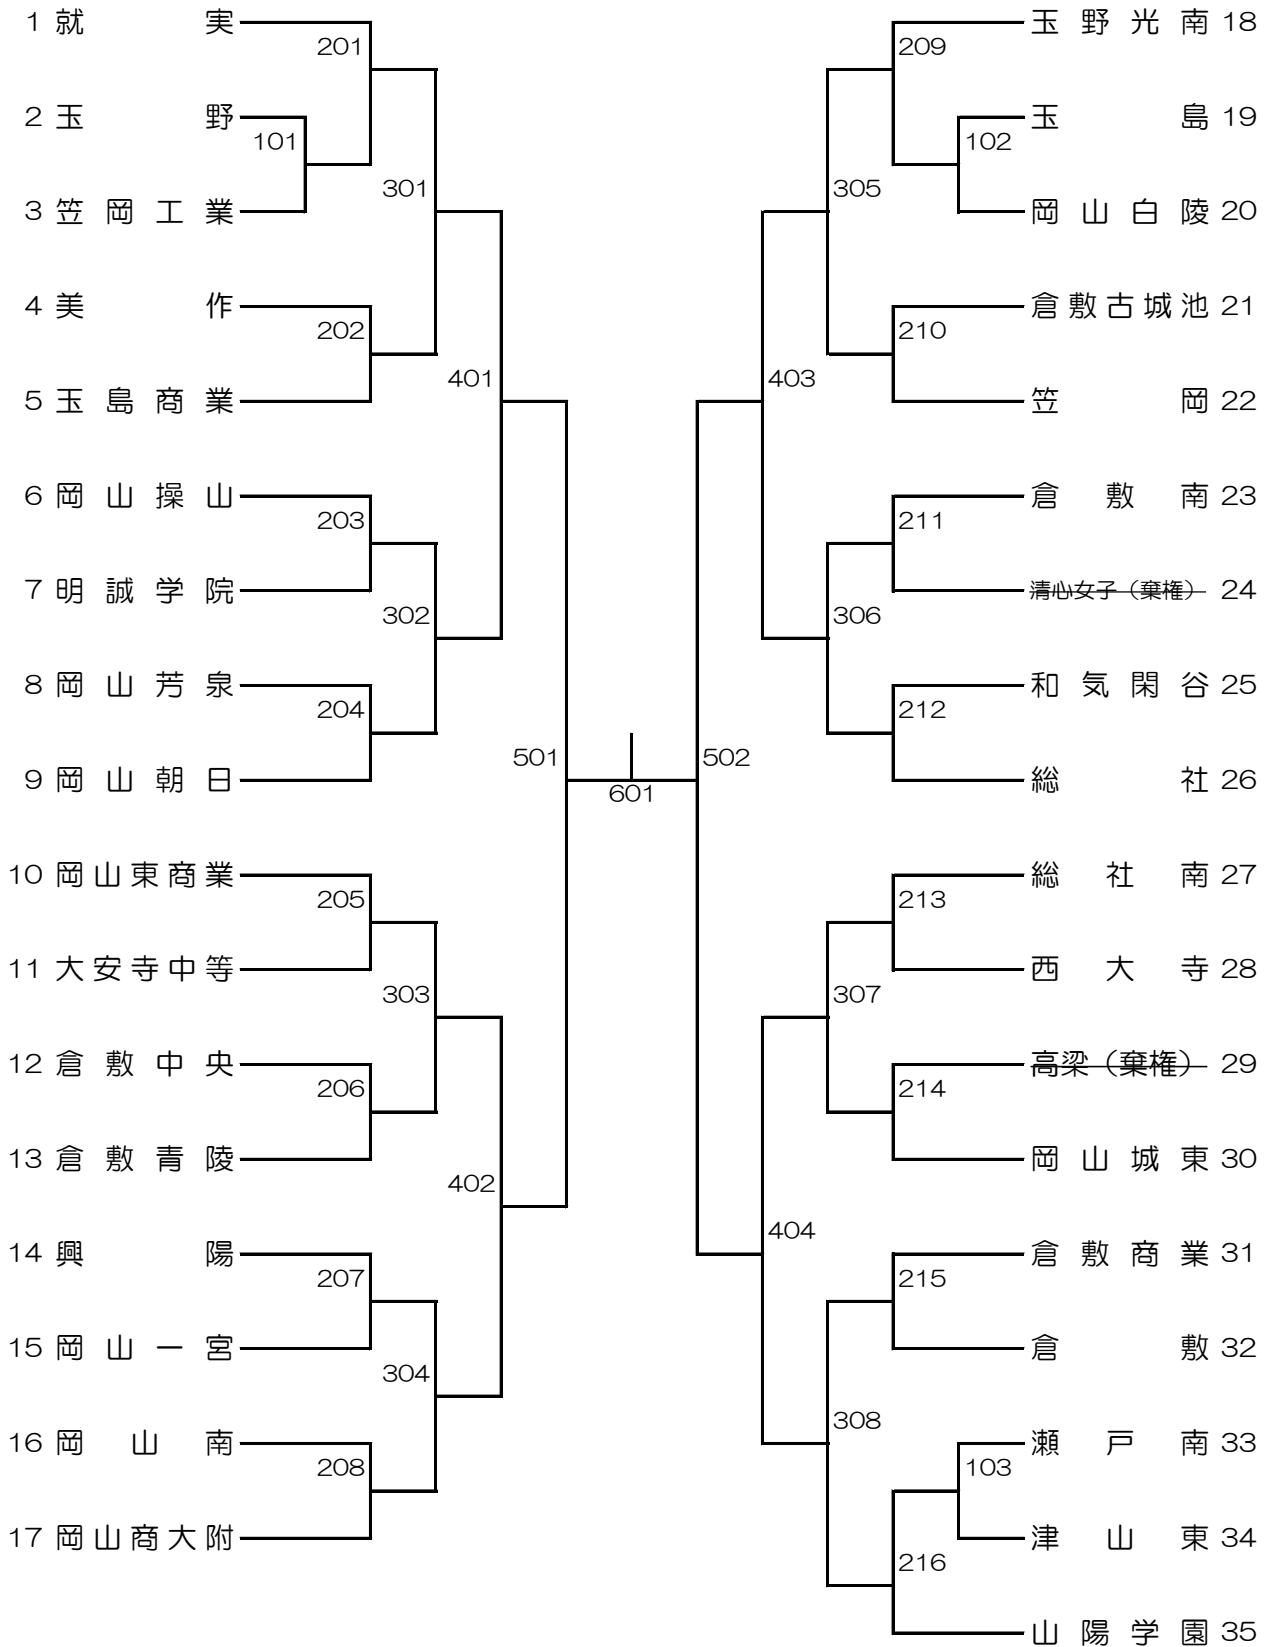 1 就実
201
2 玉野
101
3 笠岡工業
301
4 美作
202
5 玉島商業
401
6 岡山操山
203
7 明誠学院
302
8 岡山芳泉
204
9 岡山朝日
501
10 岡山東商業
205
11 大安寺中等
303
12 倉敷中央
206
13 倉敷青陵
402
14 興陽
207
15 岡山一宮
304
16 岡山南
208
17 岡山商大附
601
玉野光南 18
209
玉島 19
102
岡山白陵 20
305
倉敷古城池 21
210
笠岡 22
403
倉敷南 23
211
清心女子（棄権） 24
306
和気閑谷 25
212
総社 26
502
総社南 27
213
西大寺 28
307
高梁（棄権） 29
214
岡山城東 30
404
倉敷商業 31
215
倉敷 32
308
瀬戸南 33
103
津山東 34
216
山陽学園 35